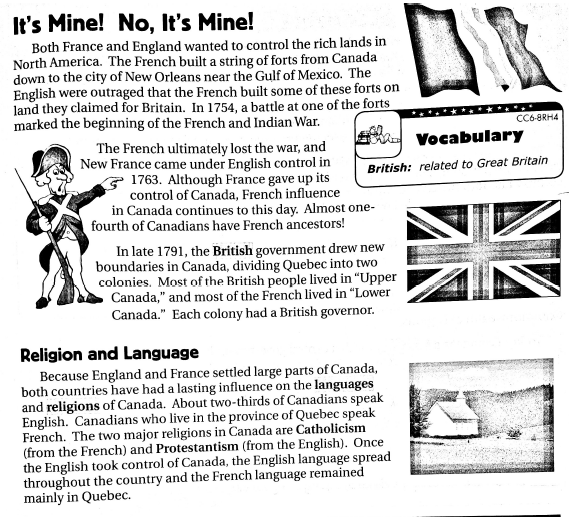 It's Mine! No, It's Mine!
Both France and England wanted to control the rich lands in
North America. The French built a string of forts from Canada
down to the city of New Orleans near the Gulf of Mexico. The
English were outraged that the French built some of these forts on
land they claimed for Britain. In 1754, a battle at one of the forts
marked the beginning of the French and Indian War.
CC6-8RH4
Vocabulary
British: related to Great Britain
The French ultimately lost the war, and
New France came under English control in
1763. Although France gave up its
control of Canada, French influence
in Canada continues to this day. Almost one-
fourth of Canadians have French ancestors!
In late 1791, the British government drew new
boundaries in Canada, dividing Quebec into two
colonies. Most of the British people lived in "Upper
Canada," and most of the French lived in "Lower
Canada." Each colony had a British governor.
Religion and Language
Because England and France settled large parts of Canada,
both countries have had a lasting influence on the languages
and religions of Canada. About two-thirds of Canadians speak
English. Canadians who live in the province of Quebec speak
French. The two major religions in Canada are Catholicism
(from the French) and Protestantism (from the English). Once
the English took control of Canada, the English language spread
throughout the country and the French language remained
mainly in Quebec.